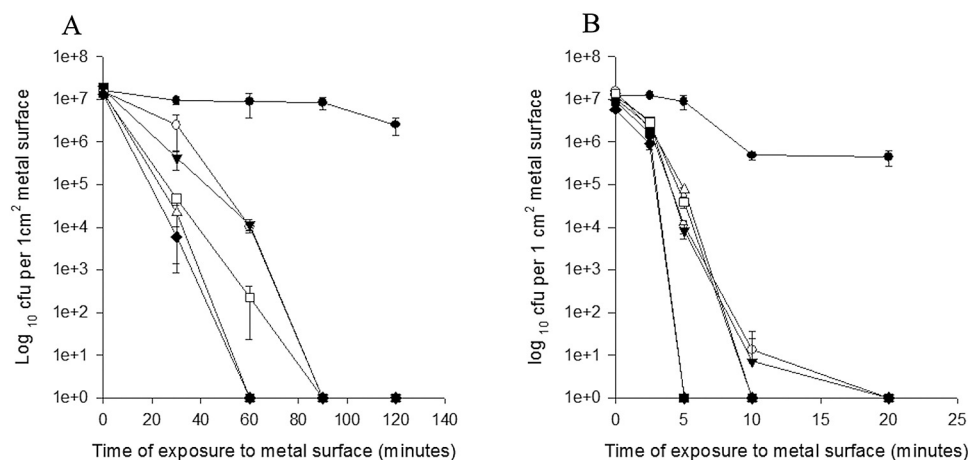 A
1e+8
1e+7
1e+6
1e+5
1e+4
1e+3
1e+2
1e+1
1e+0
Log 10 cfu per 1cm2 metal surface
0 20 40 60 80 100 120 140
Time of exposure to metal surface (minutes)
B
1e+8
1e+7
1e+6
1e+5
1e+4
1e+3
1e+2
1e+1
1e+0
log 10 cfu per 1 cm2 metal surface
0 5 10 15 20 25
Time of exposure to metal surface (minutes)